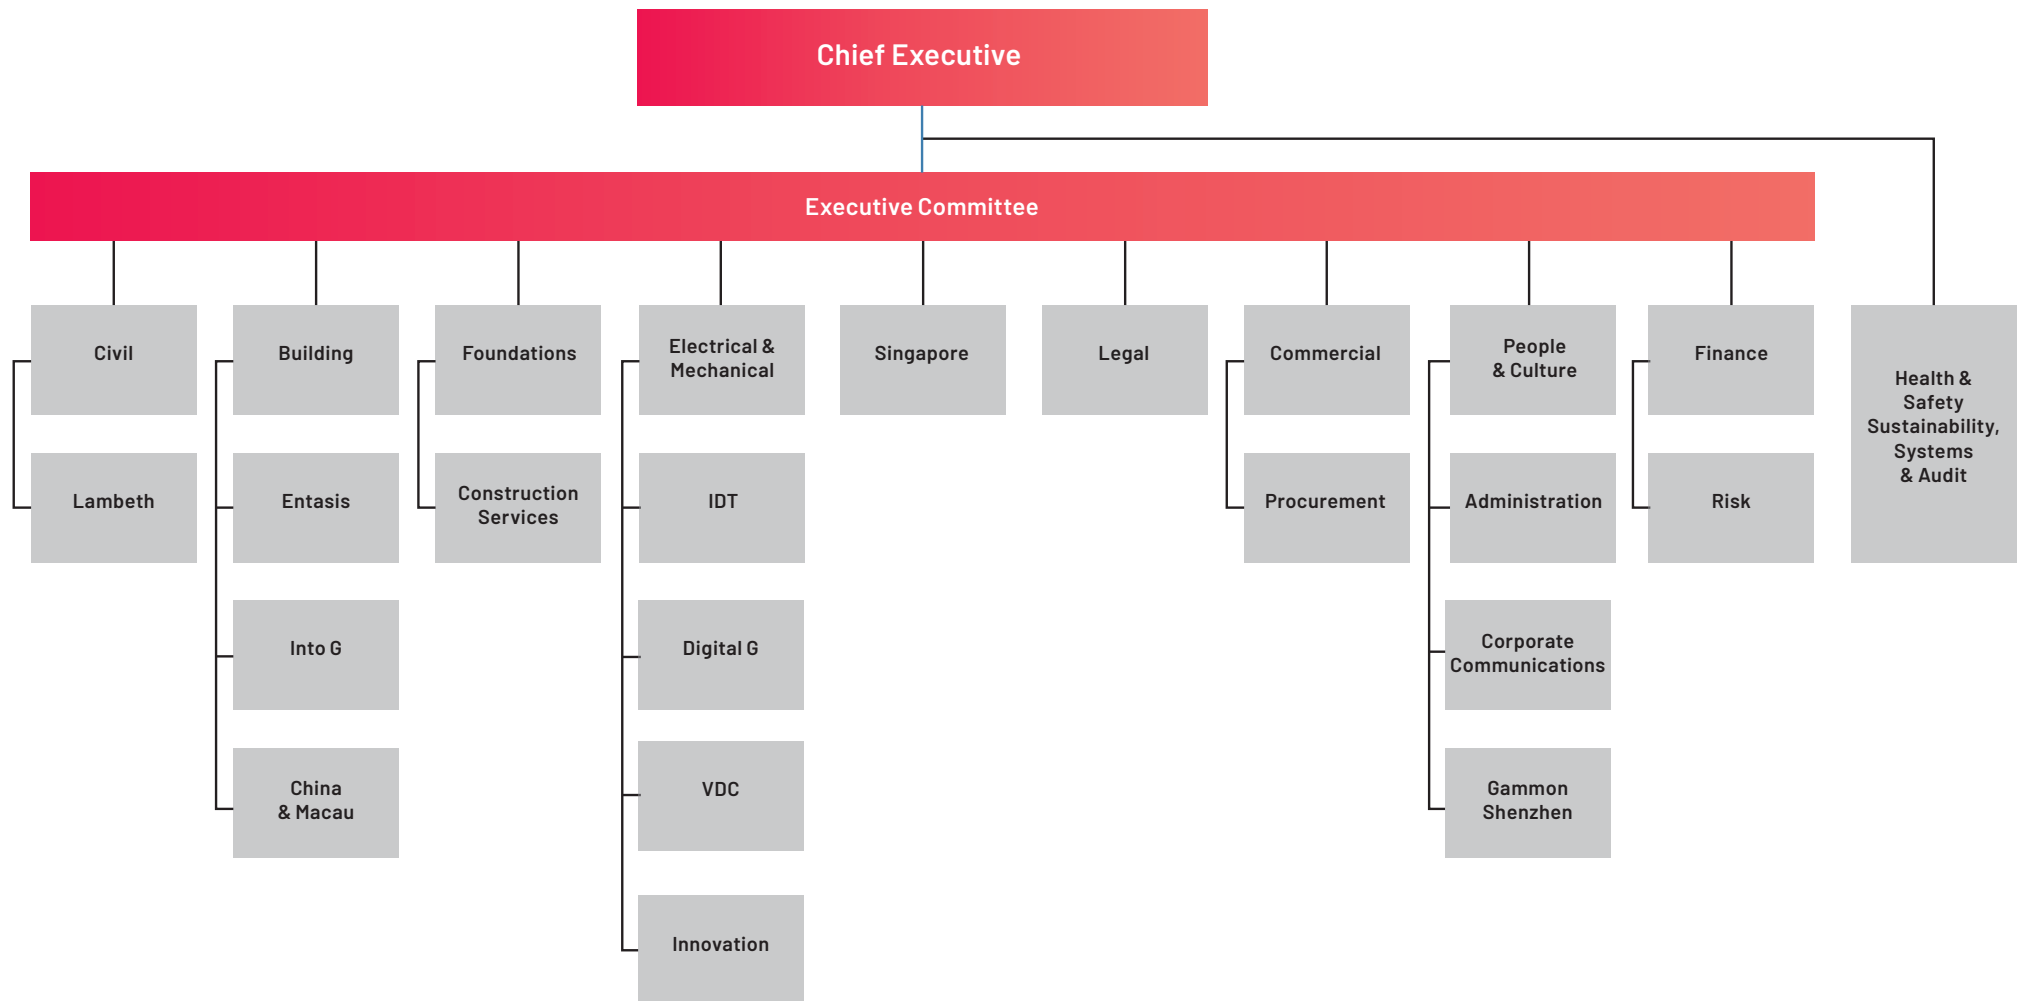 Chief Executive
Executive Committee
Civil
Building
Foundations
Electrical &
Mechanical
Singapore
Legal
Commercial
People
& Culture
Finance
Health &
Safety
Sustainability,
Systems
& Audit
Lambeth
Entasis
Construction
Services
IDT
Procurement
Administration
Risk
Into G
Digital G
Corporate
Communications
China
& Macau
VDC
Gammon
Shenzhen
Innovation